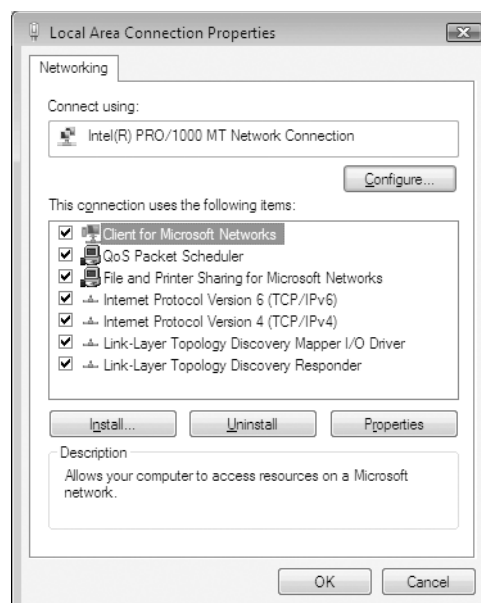 Local Area Connection Properties
Networking
Connect using:
Intel(R) PRO/1000 MT Network Connection
Configure...
This connection uses the following items:
Client for Microsoft Networks
QoS Packet Scheduler
File and Printer Sharing for Microsoft Networks
Internet Protocol Version 6 (TCP/IPv6)
Internet Protocol Version 4 (TCP/IPv4)
Link-Layer Topology Discovery Mapper I/O Driver
Link-Layer Topology Discovery Responder
Install... Uninstall Properties
Description
Allows your computer to access resources on a Microsoft
network.
OK Cancel